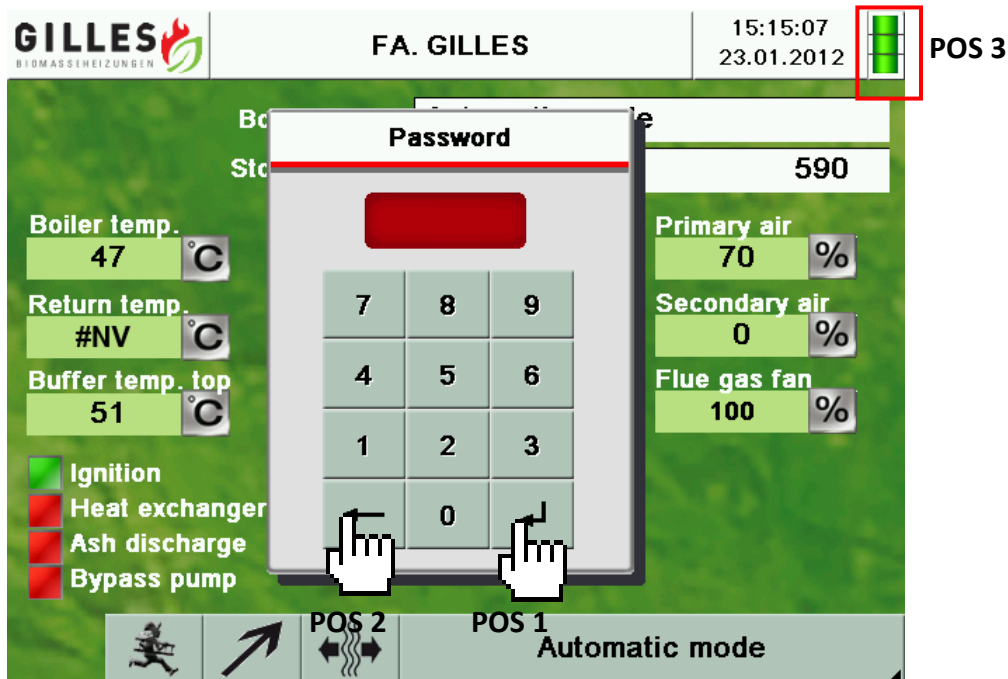 GILLES
BIOMASSEHEIZUNGEN
FA. GILLES
15:15:07
23.01.2012
POS 3
Password
590
Boiler temp.
47 °C
Return temp.
#NV °C
Buffer temp. top
51 °C
7 8 9
4 5 6
1 2 3
0
Primary air
70 %
Secondary air
0 %
Flue gas fan
100 %
Ignition
Heat exchanger
Ash discharge
Bypass pump
POS 2
POS 1
Automatic mode